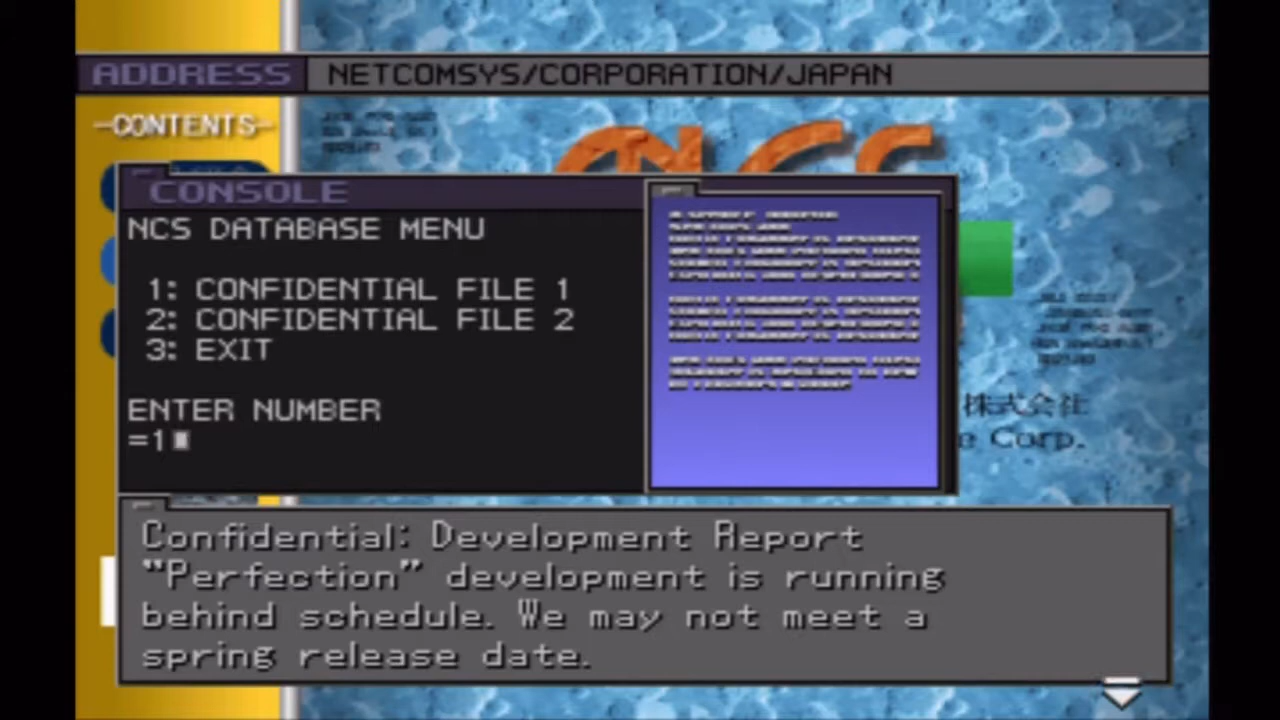 ADDRESS NETCOMSYS/CORPORATION/JAPAN
-CONTENTS-
NCS
CONSOLE
NCS DATABASE MENU
1: CONFIDENTIAL FILE 1
2: CONFIDENTIAL FILE 2
3: EXIT
ENTER NUMBER
=1
株式会社
e Corp.
Confidential: Development Report
"Perfection" development is running
behind schedule. We may not meet a
spring release date.